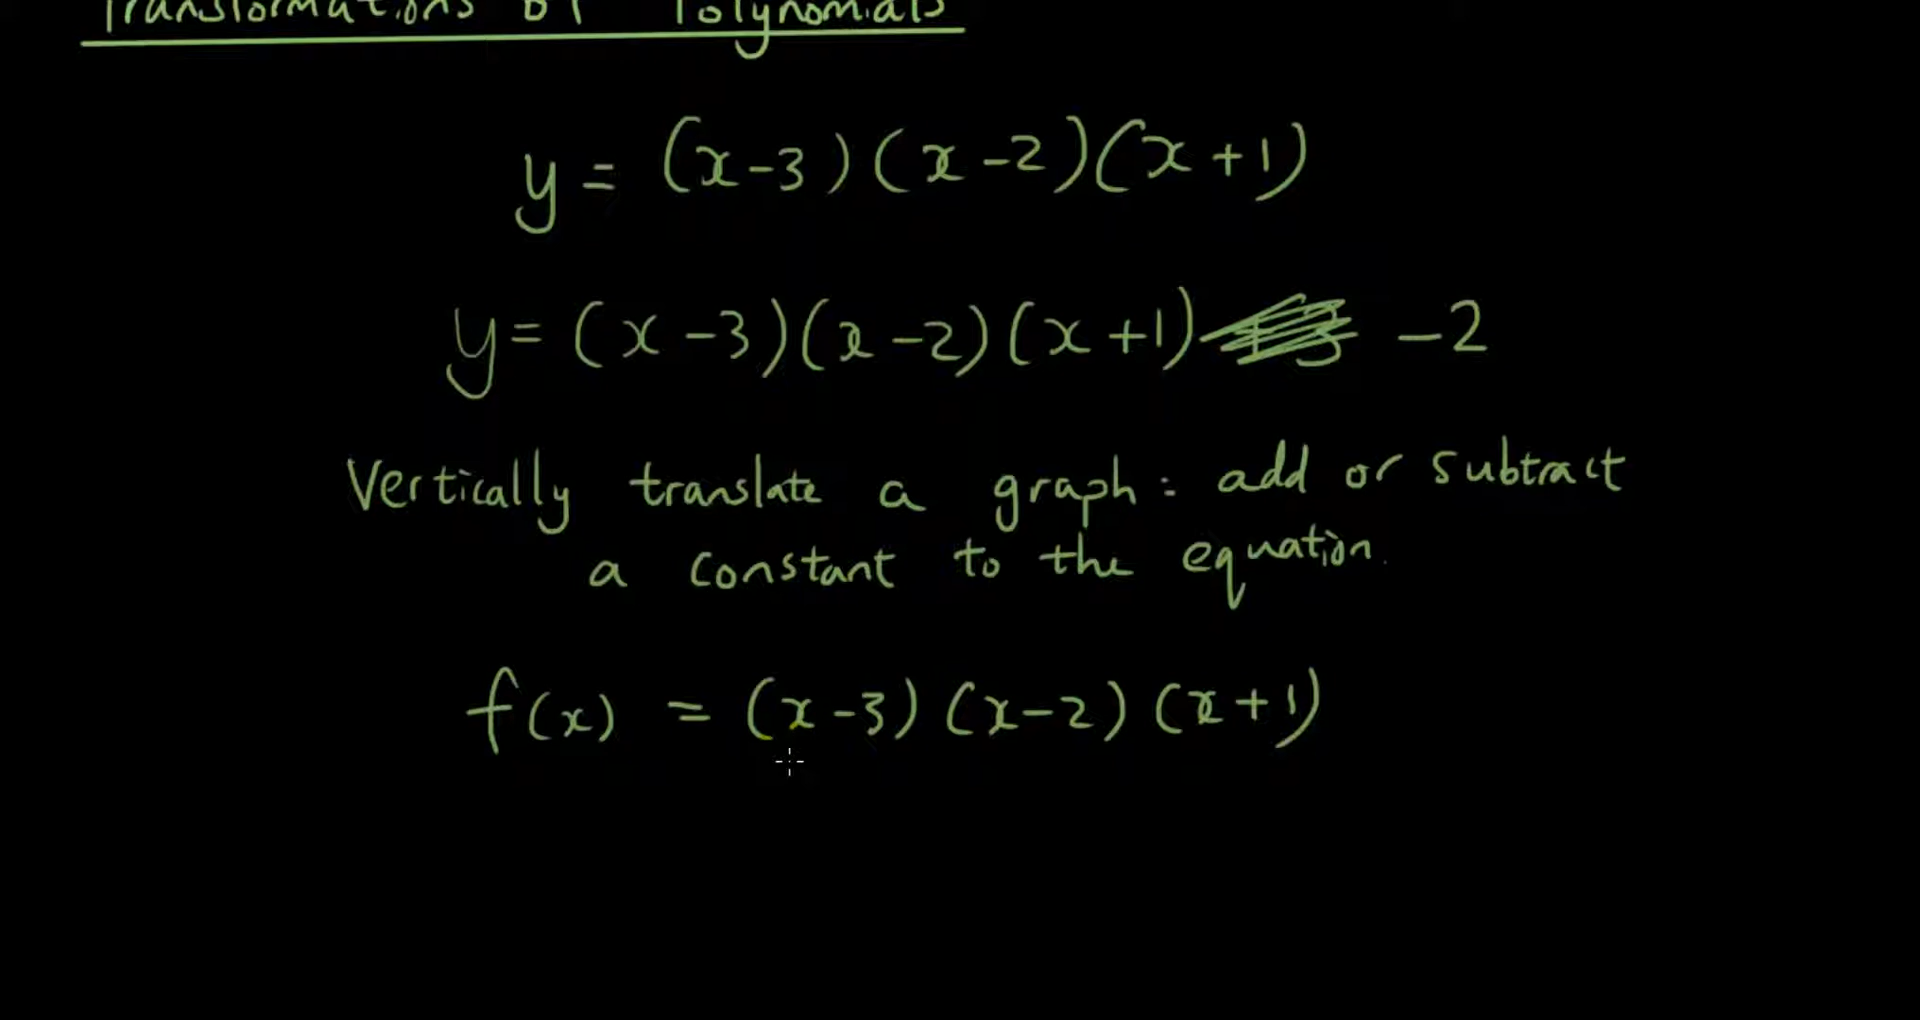 Transformations of Polynomials
y = (x-3)(x-2)(x+1)
y = (x-3)(x-2)(x+1) -2
Vertically translate a graph: add or subtract
a constant to the equation.
f(x) = (x-3)(x-2)(x+1)